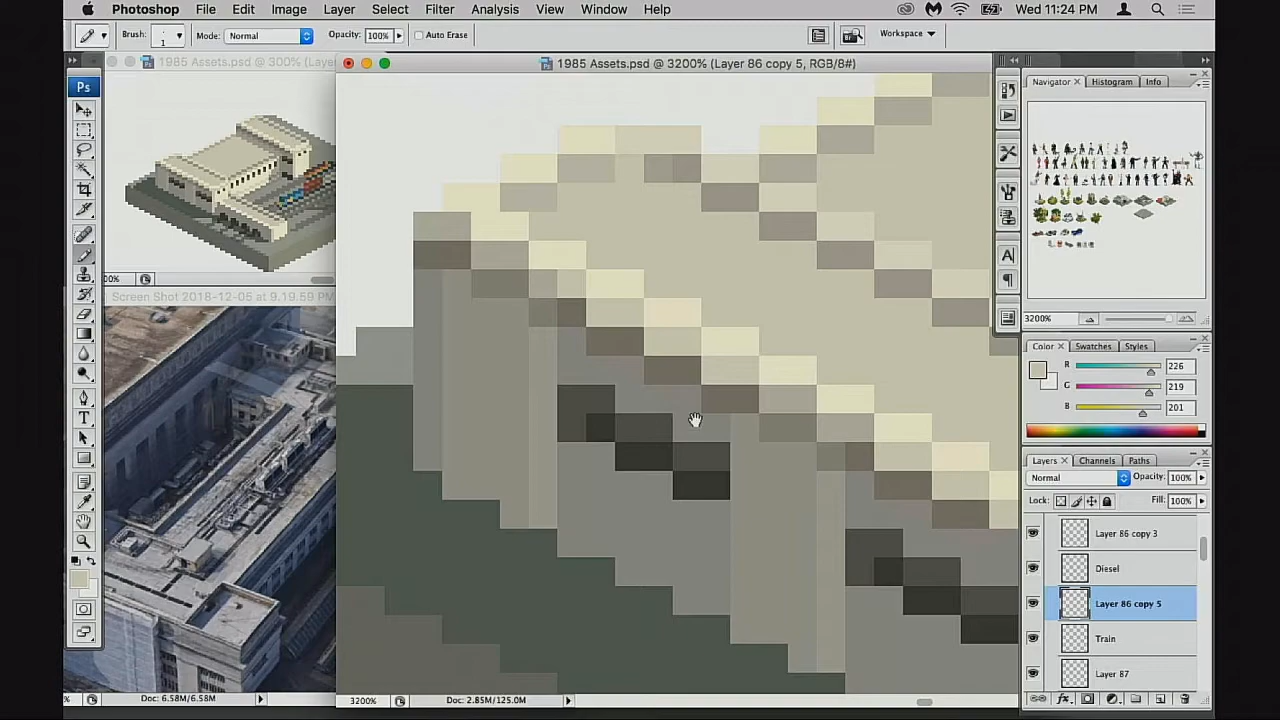 Photoshop File Edit Image Layer Select Filter Analysis View Window Help Wed 11:24 PM
Brush: 1 Mode: Normal Opacity: 100% Auto Erase Workspace
1985 Assets.psd @ 300% (Layer
1985 Assets.psd @ 3200% (Layer 86 copy 5, RGB/8#)
Ps
Navigator Histogram Info
00%
Screen Shot 2018-12-05 at 9.19.59 PM
3200%
Color Swatches Styles
R 226
G 219
B 201
Layers Channels Paths
Normal Opacity: 100%
Lock: Fill: 100%
Layer 86 copy 3
Diesel
Layer 86 copy 5
Train
Layer 87
% Doc: 6.58M/6.58M
3200% Doc: 2.85M/125.0M